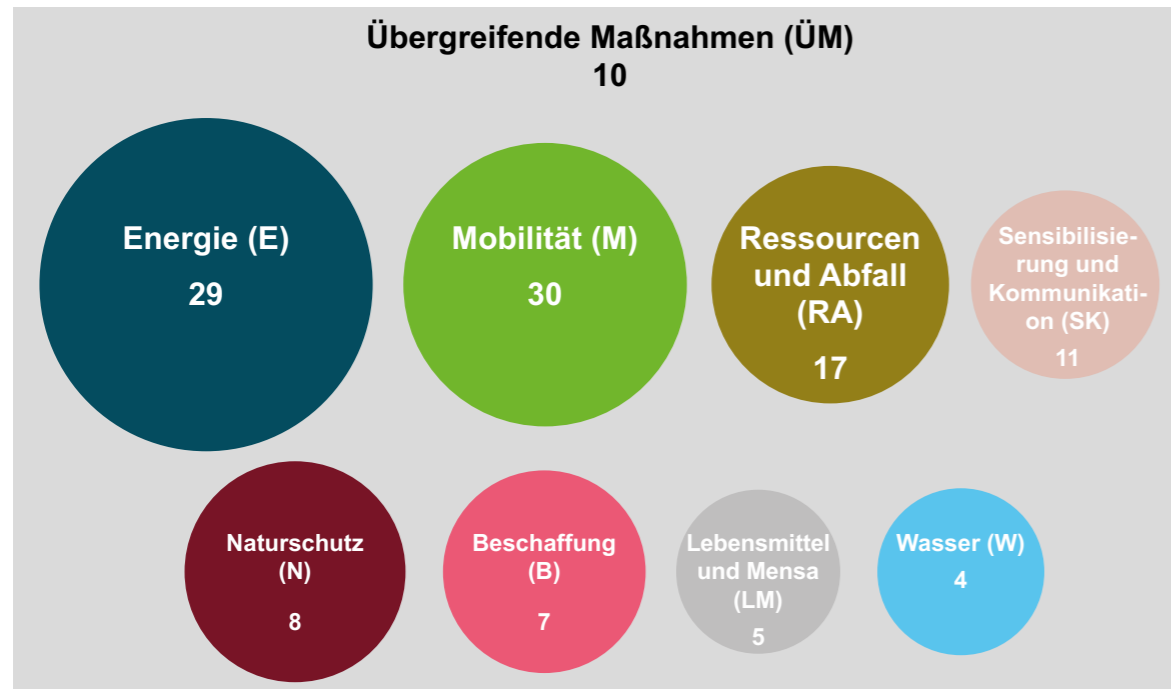 Übergreifende Maßnahmen (ÜM)
10
Energie (E)
29
Mobilität (M)
30
Ressourcen
und Abfall
(RA)
17
Sensibilisie-
rung und
Kommunikati-
on (SK)
11
Naturschutz
(N)
8
Beschaffung
(B)
7
Lebensmittel
und Mensa
(LM)
5
Wasser (W)
4